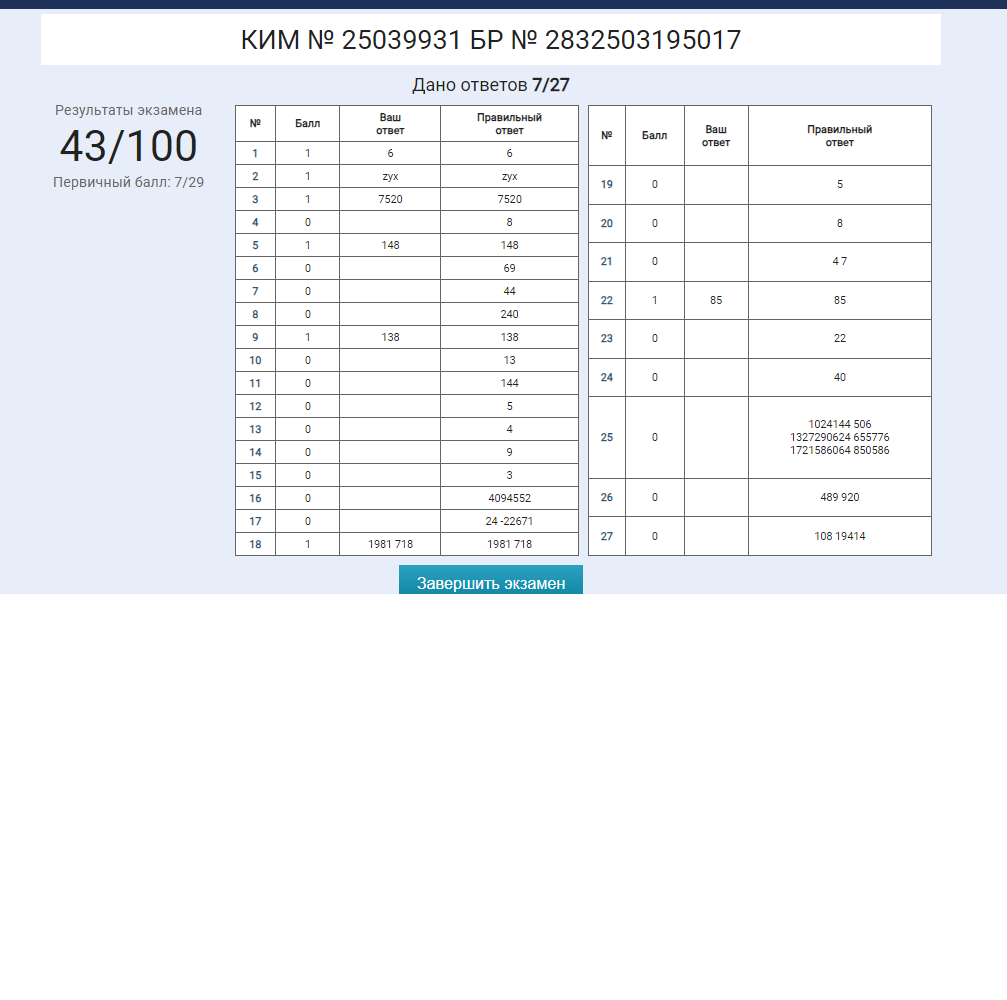 КИМ № 25039931 БР № 2832503195017
Дано ответов 7/27
Результаты экзамена
43/100
Первичный балл: 7/29
№ Балл Ваш ответ Правильный ответ
1 1 6 6
2 1 zyx zyx
3 1 7520 7520
4 0 8
5 1 148 148
6 0 69
7 0 44
8 0 240
9 1 138 138
10 0 13
11 0 144
12 0 5
13 0 4
14 0 9
15 0 3
16 0 4094552
17 0 24 -22671
18 1 1981 718 1981 718
№ Балл Ваш ответ Правильный ответ
19 0 5
20 0 8
21 0 4 7
22 1 85 85
23 0 22
24 0 40
25 0 1024144 506
1327290624 655776
1721586064 850586
26 0 489 920
27 0 108 19414
Завершить экзамен